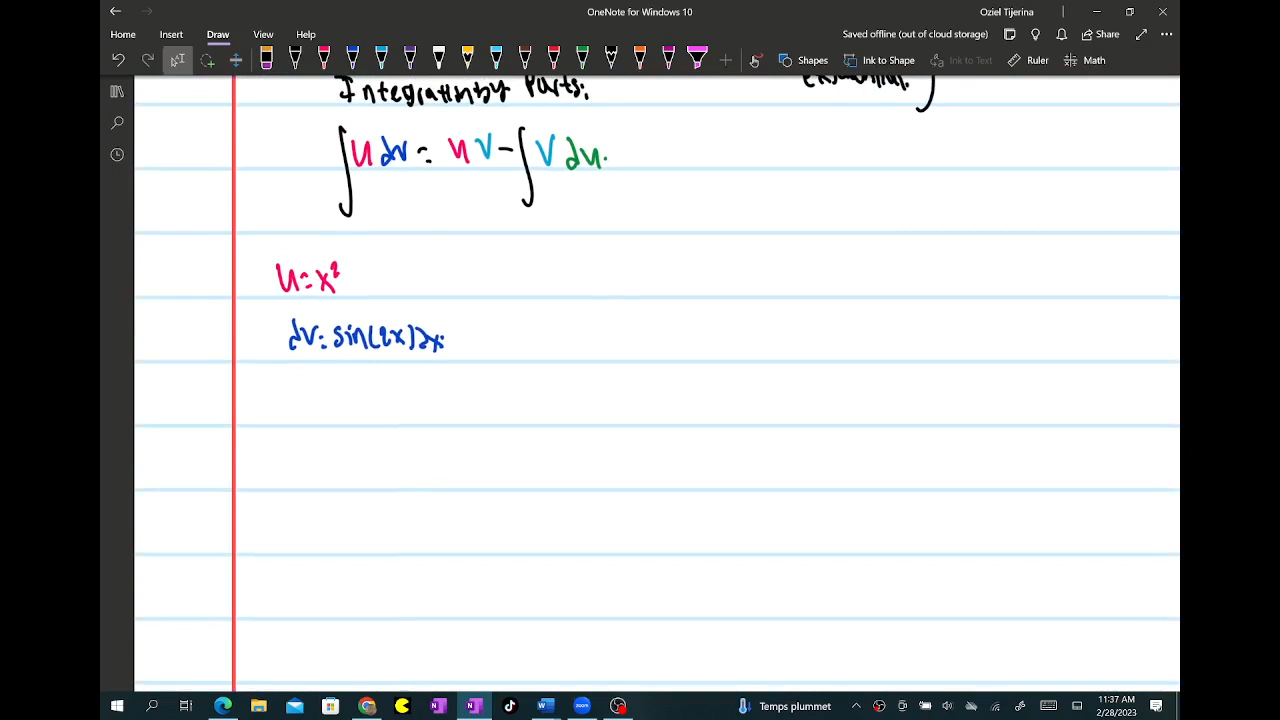 OneNote for Windows 10
Oziel Tijerina
Home Insert Draw View Help
Saved offline (out of cloud storage)
Share
Shapes
Ink to Shape
Ink to Text
Ruler
Math
Integration by Parts:
∫u dv = uv - ∫v du.
u=x²
dv=sin(2x)dx
Temps plummet
11:37 AM
2/28/2023